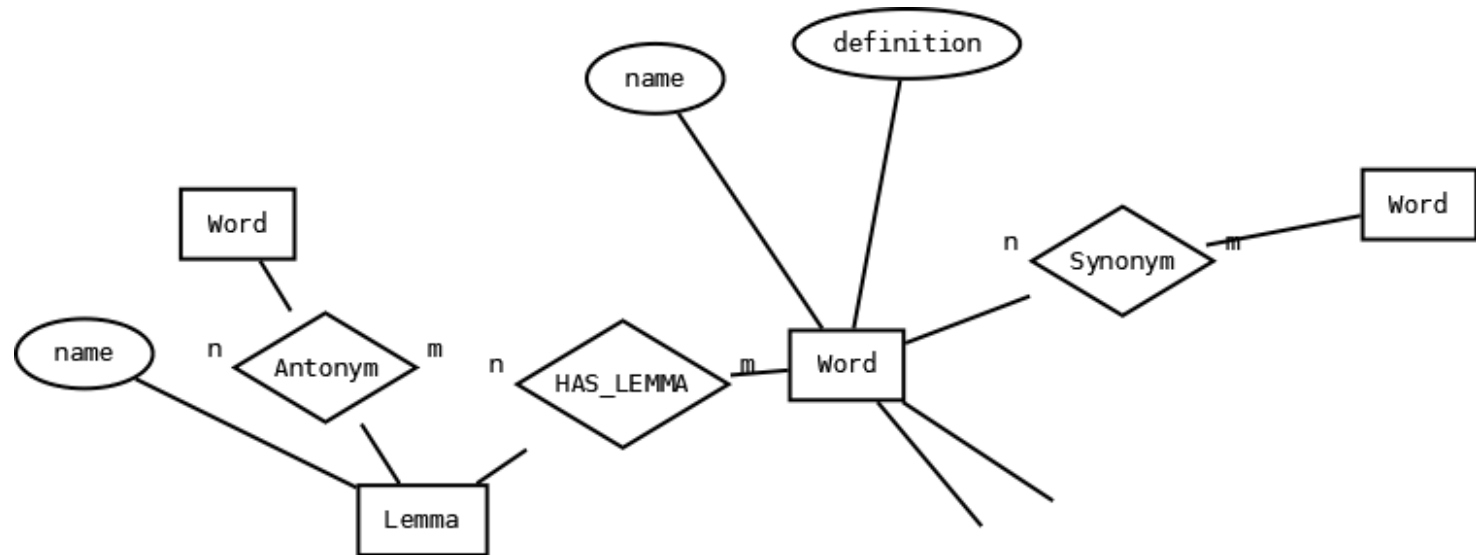 definition
name
Word
Word
n
Synonym
m
name
n
Antonym
m
n
HAS_LEMMA
m
Word
Lemma